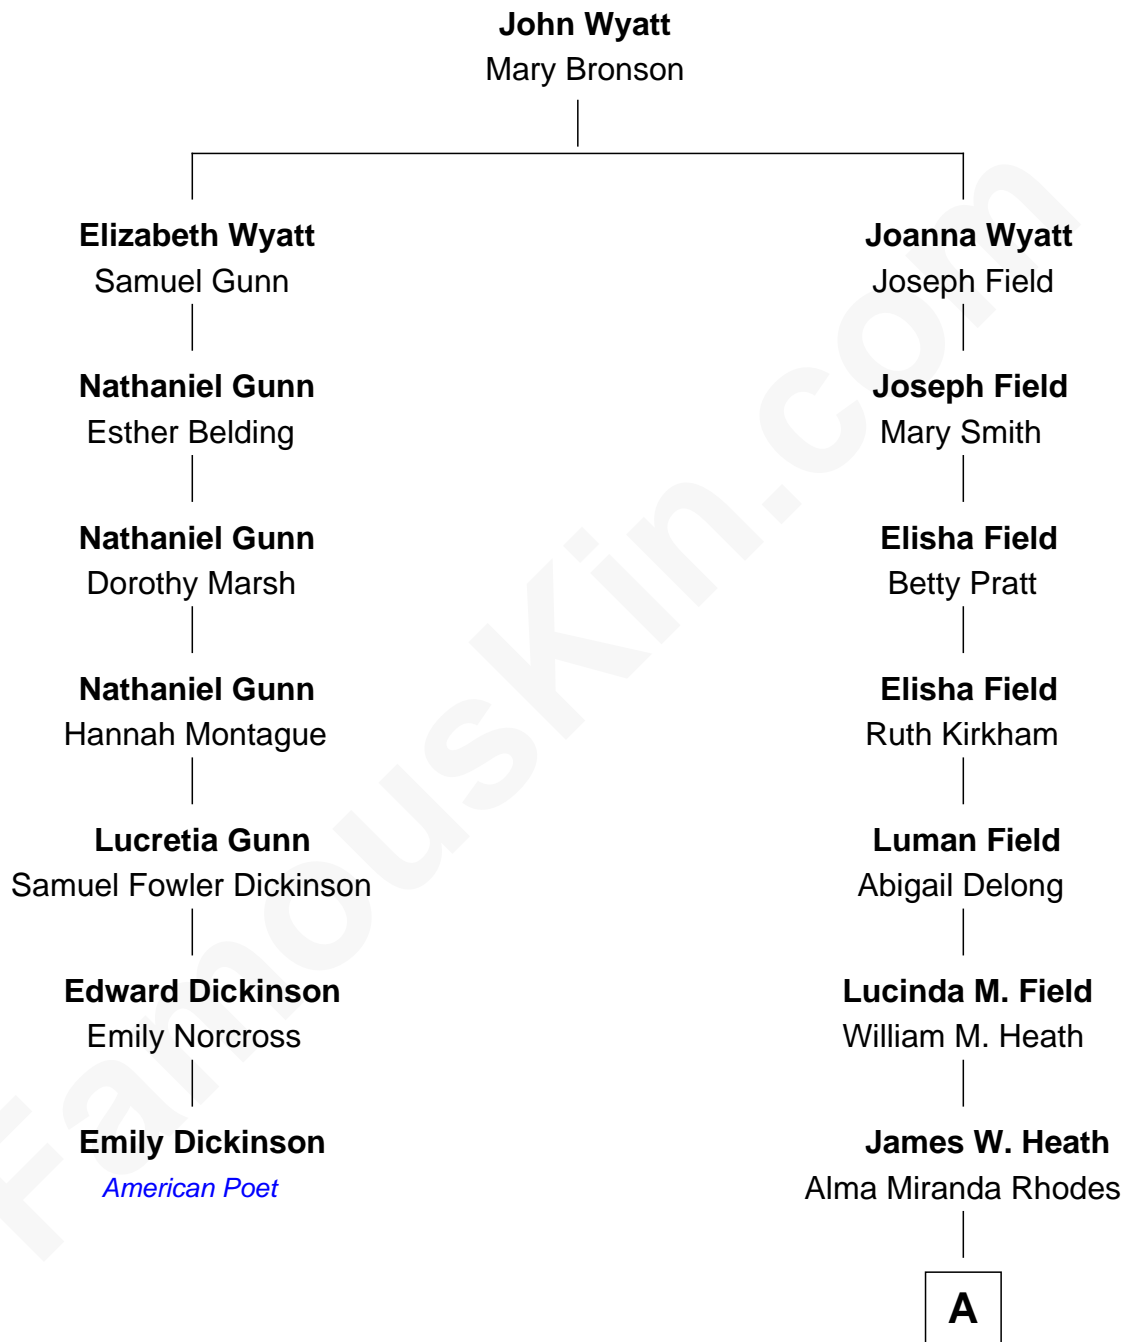 John Wyatt
Mary Bronson
Elizabeth Wyatt
Samuel Gunn
Joanna Wyatt
Joseph Field
Nathaniel Gunn
Esther Belding
Joseph Field
Mary Smith
Nathaniel Gunn
Dorothy Marsh
Elisha Field
Betty Pratt
Nathaniel Gunn
Hannah Montague
Elisha Field
Ruth Kirkham
Lucretia Gunn
Samuel Fowler Dickinson
Luman Field
Abigail Delong
Edward Dickinson
Emily Norcross
Lucinda M. Field
William M. Heath
Emily Dickinson
American Poet
James W. Heath
Alma Miranda Rhodes
A
FamousKin.com